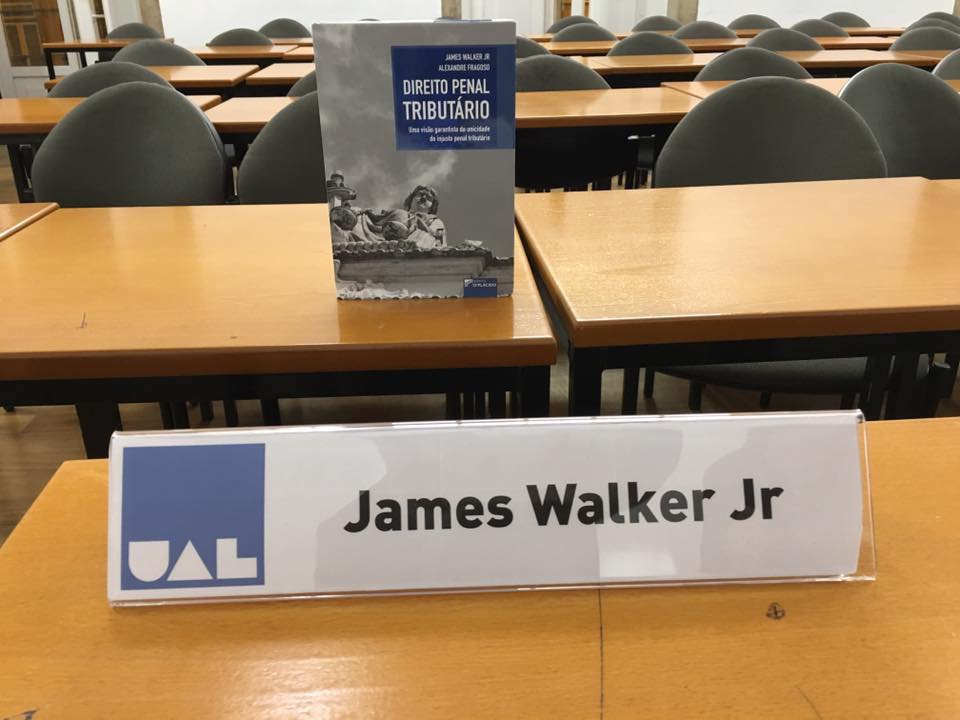 JAMES WALKER JR
ALEXANDRE FRAGOSO
DIREITO PENAL
TRIBUTÁRIO
Uma visão garantista da unicidade
do injusto penal tributário
D'PLÁCIDO
James Walker Jr
UAL